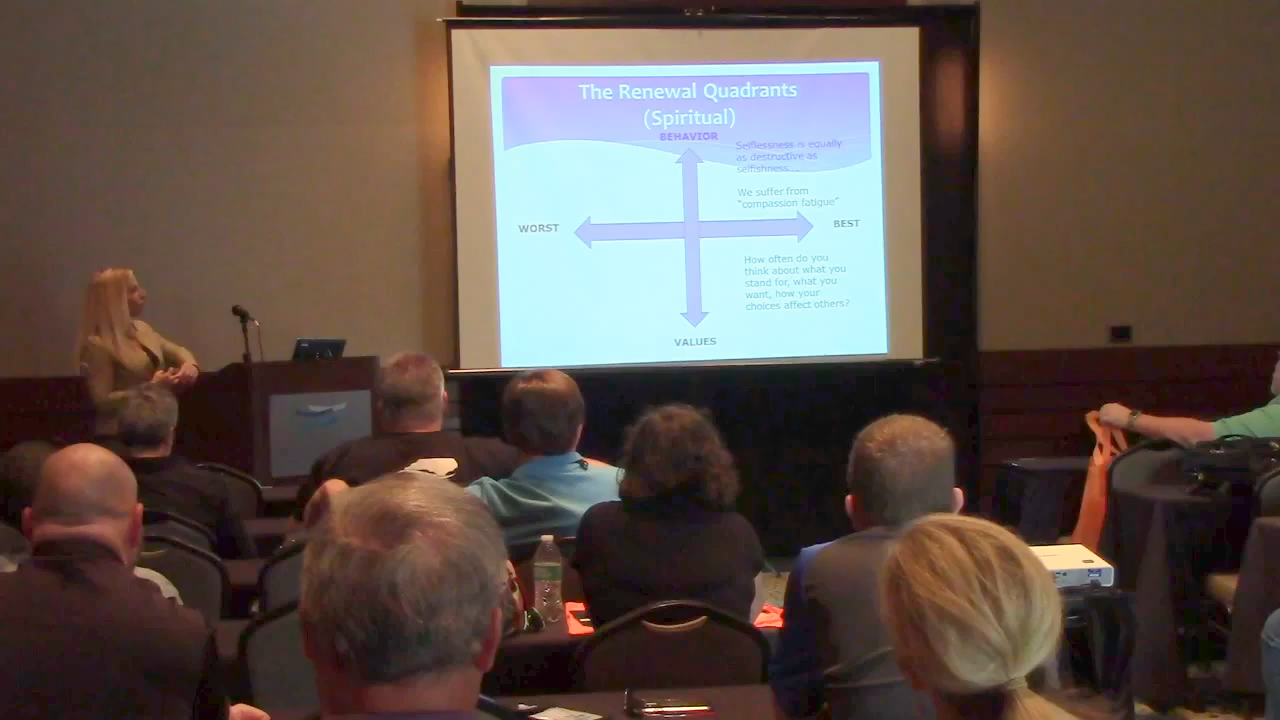 The Renewal Quadrants
(Spiritual)
BEHAVIOR
Selflessness is equally
as destructive as
selfishness...
We suffer from
"compassion fatigue"
WORST
BEST
How often do you
think about what you
stand for, what you
want, how your
choices affect others?
VALUES